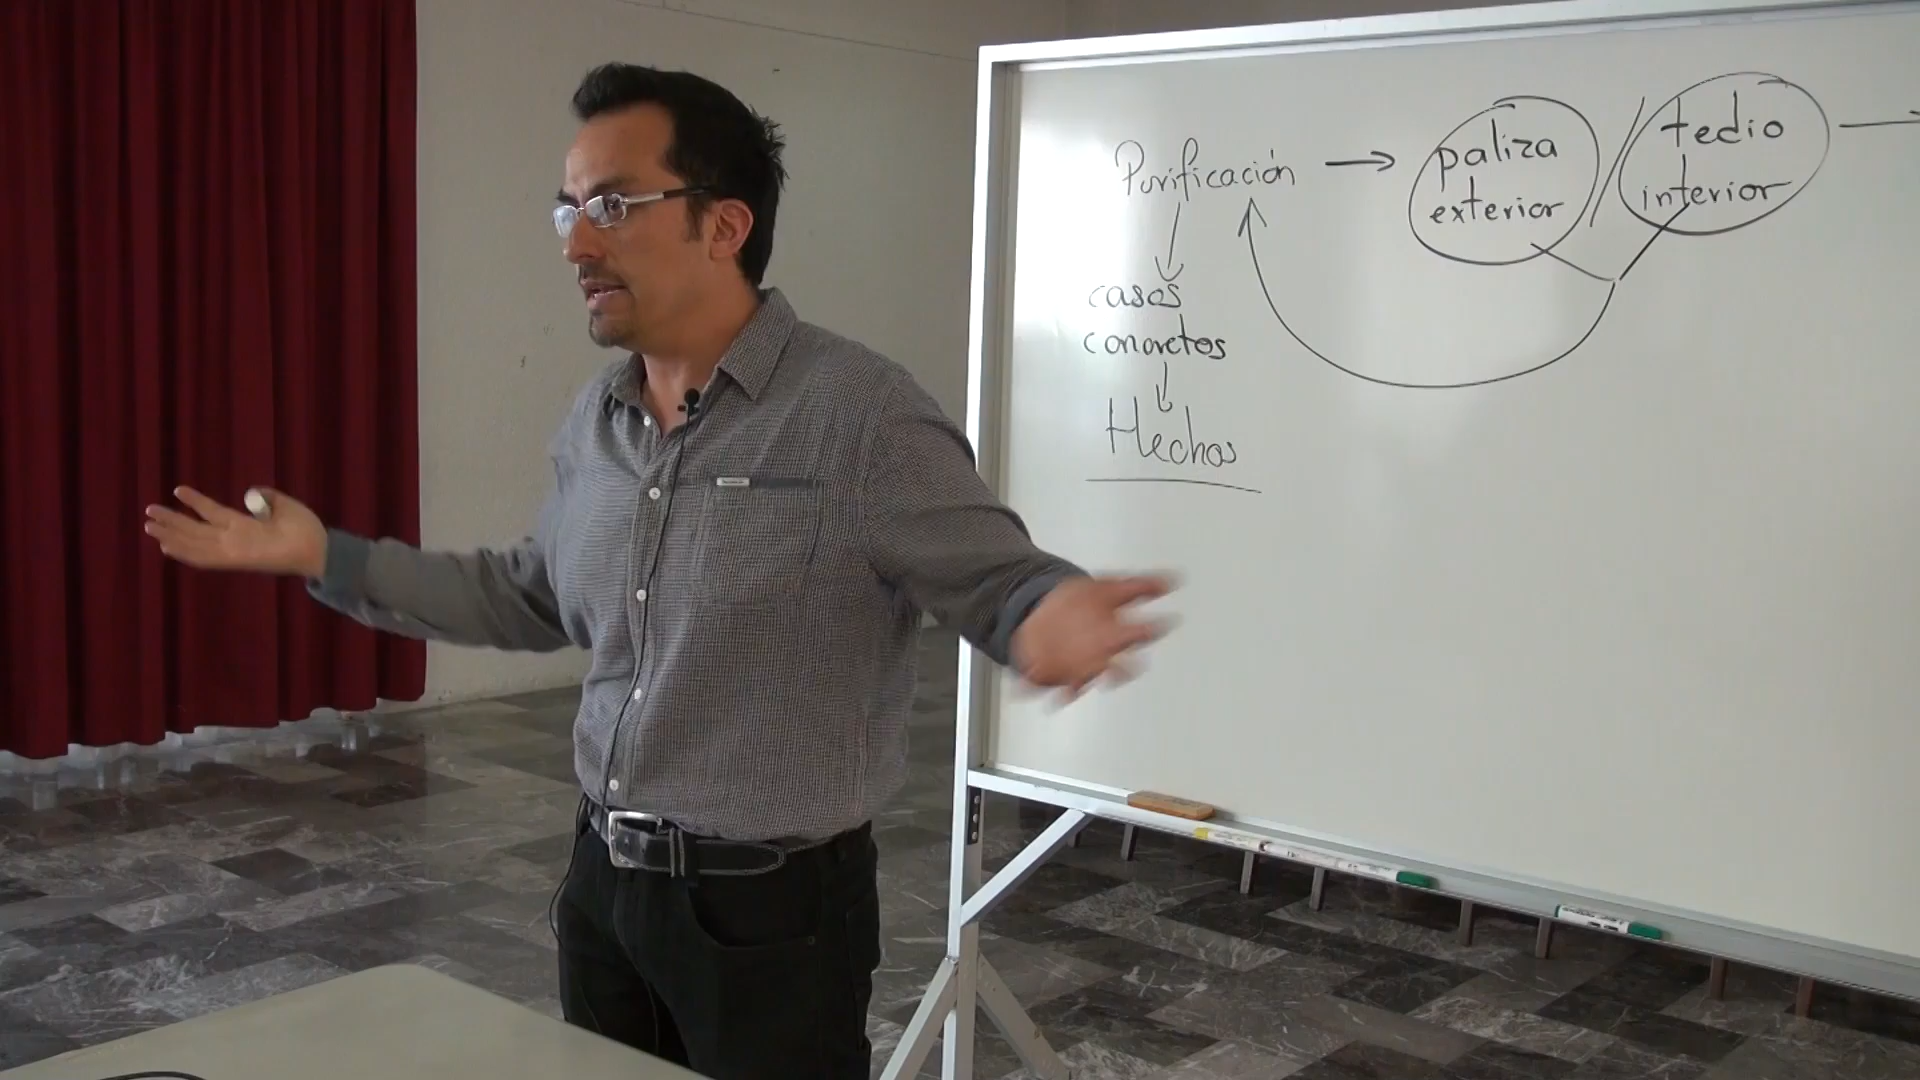 Purificación → paliza / tedio →
exterior interior
casos
concretos
Hechos